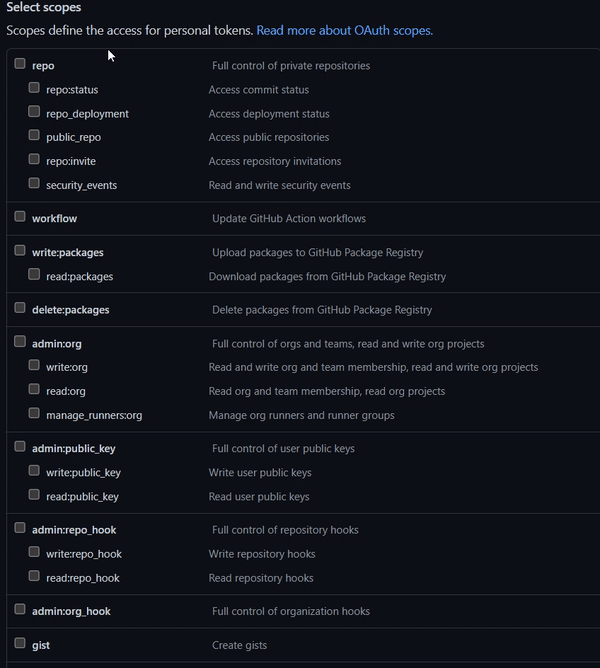 Select scopes
Scopes define the access for personal tokens. Read more about OAuth scopes.
repo Full control of private repositories
repo:status Access commit status
repo_deployment Access deployment status
public_repo Access public repositories
repo:invite Access repository invitations
security_events Read and write security events
workflow Update GitHub Action workflows
write:packages Upload packages to GitHub Package Registry
read:packages Download packages from GitHub Package Registry
delete:packages Delete packages from GitHub Package Registry
admin:org Full control of orgs and teams, read and write org projects
write:org Read and write org and team membership, read and write org projects
read:org Read org and team membership, read org projects
manage_runners:org Manage org runners and runner groups
admin:public_key Full control of user public keys
write:public_key Write user public keys
read:public_key Read user public keys
admin:repo_hook Full control of repository hooks
write:repo_hook Write repository hooks
read:repo_hook Read repository hooks
admin:org_hook Full control of organization hooks
gist Create gists